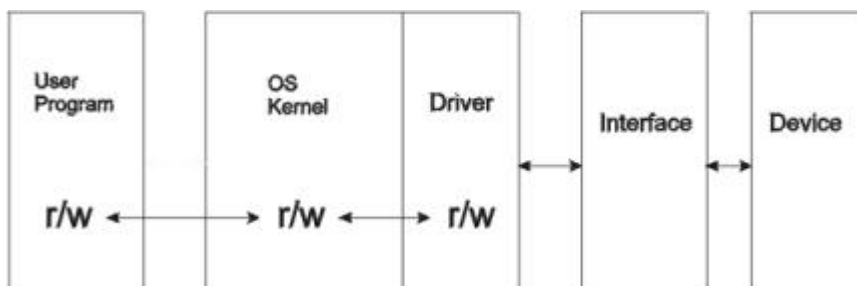 User
Program
OS
Kernel
Driver
Interface
Device
r/w
r/w
r/w